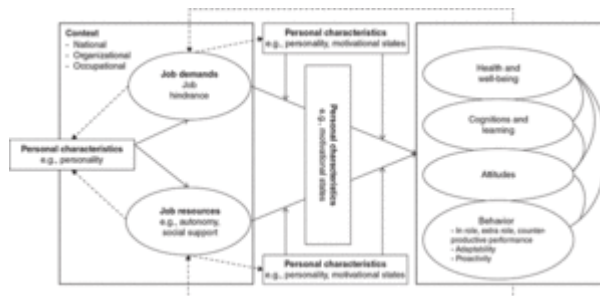 Context
- National
- Organizational
- Occupational
Personal characteristics
e.g., personality, motivational states
Job demands
Job
hindrance
Personal characteristics
e.g., motivational states
Personal characteristics
e.g., personality
Job resources
e.g., autonomy,
social support
Personal characteristics
e.g., personality, motivational states
Health and
well-being
Cognitions and
learning
Attitudes
Behavior
- In role, extra role, counter-
productive performance
- Adaptability
- Proactivity